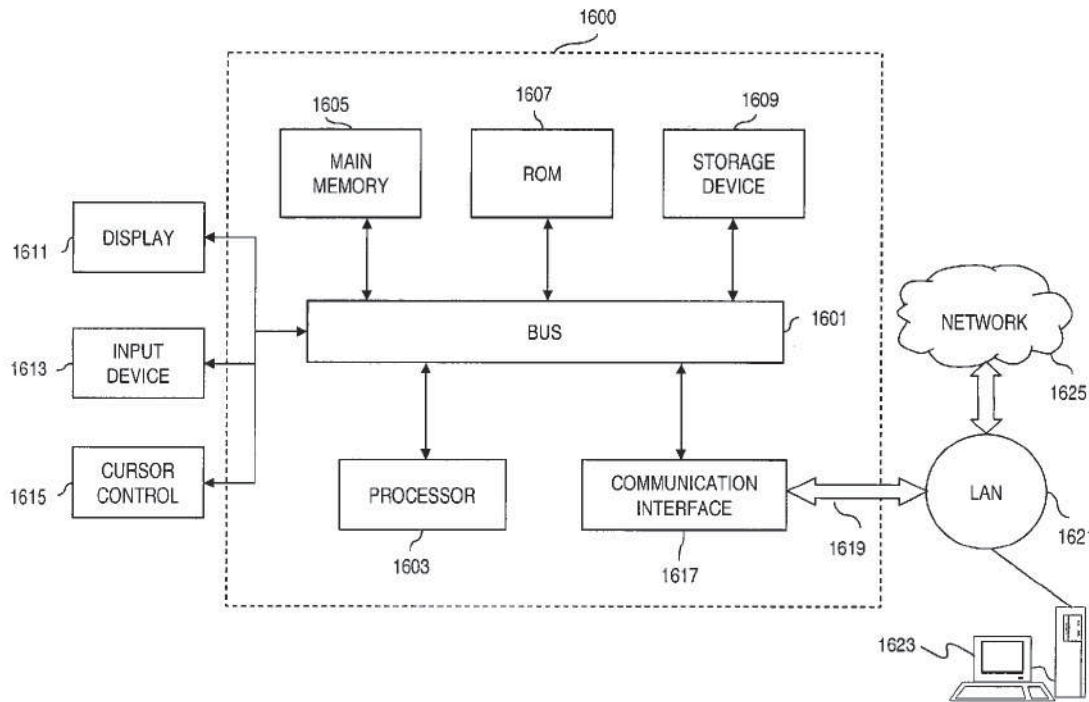 1600
1605
MAIN
MEMORY
1607
ROM
1609
STORAGE
DEVICE
1611
DISPLAY
1613
INPUT
DEVICE
1615
CURSOR
CONTROL
BUS
1601
PROCESSOR
1603
COMMUNICATION
INTERFACE
1617
1619
NETWORK
1625
LAN
1621
1623